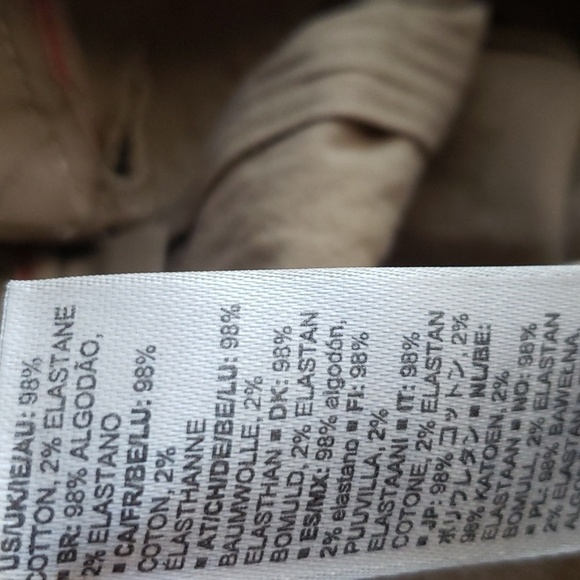 US/UK/IE/AU: 98%
COTTON, 2% ELASTANE
■ BR: 98% ALGODÃO,
2% ELASTANO
■ CA/FR/BE/LU: 98%
COTON, 2%
ÉLASTHANNE
■ AT/CH/DE/BE/LU: 98%
BAUMWOLLE, 2%
ELASTHAN ■ DK: 98%
BOMULD, 2% ELASTAN
■ ES/MX: 98% algodón,
2% elastano ■ FI: 98%
PUUVILLA, 2%
ELASTAANI ■ IT: 98%
COTONE, 2% ELASTAN
■ JP: 98% コットン, 2%
ポリウレタン ■ NL/BE:
98% KATOEN, 2%
ELASTAAN ■ NO: 98%
BOMULL, 2% ELASTAN
■ PL: 98% BAWEŁNA,
2% ELASTAN